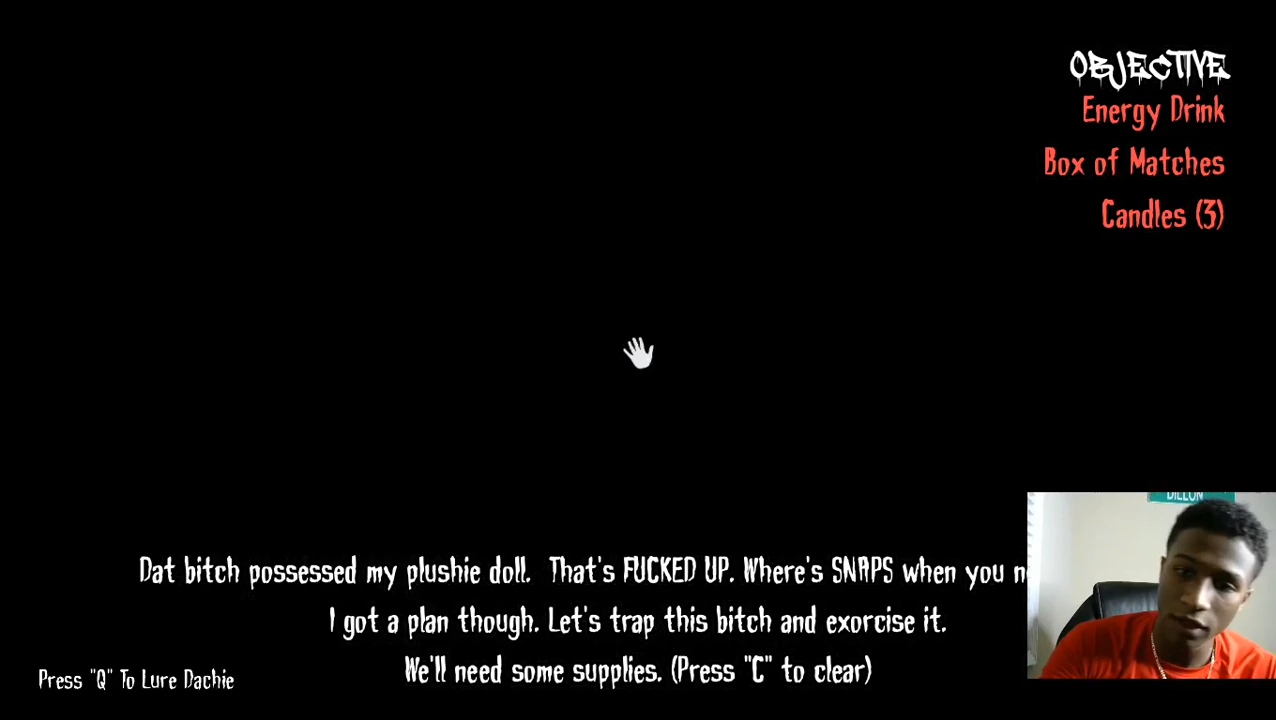 OBJECTIVE
Energy Drink
Box of Matches
Candles (3)
DILLON
Dat bitch possessed my plushie doll. That's FUCKED UP. Where's SNAPS when you
I got a plan though. Let's trap this bitch and exorcise it.
We'll need some supplies. (Press "C" to clear)
Press "Q" To Lure Dachie